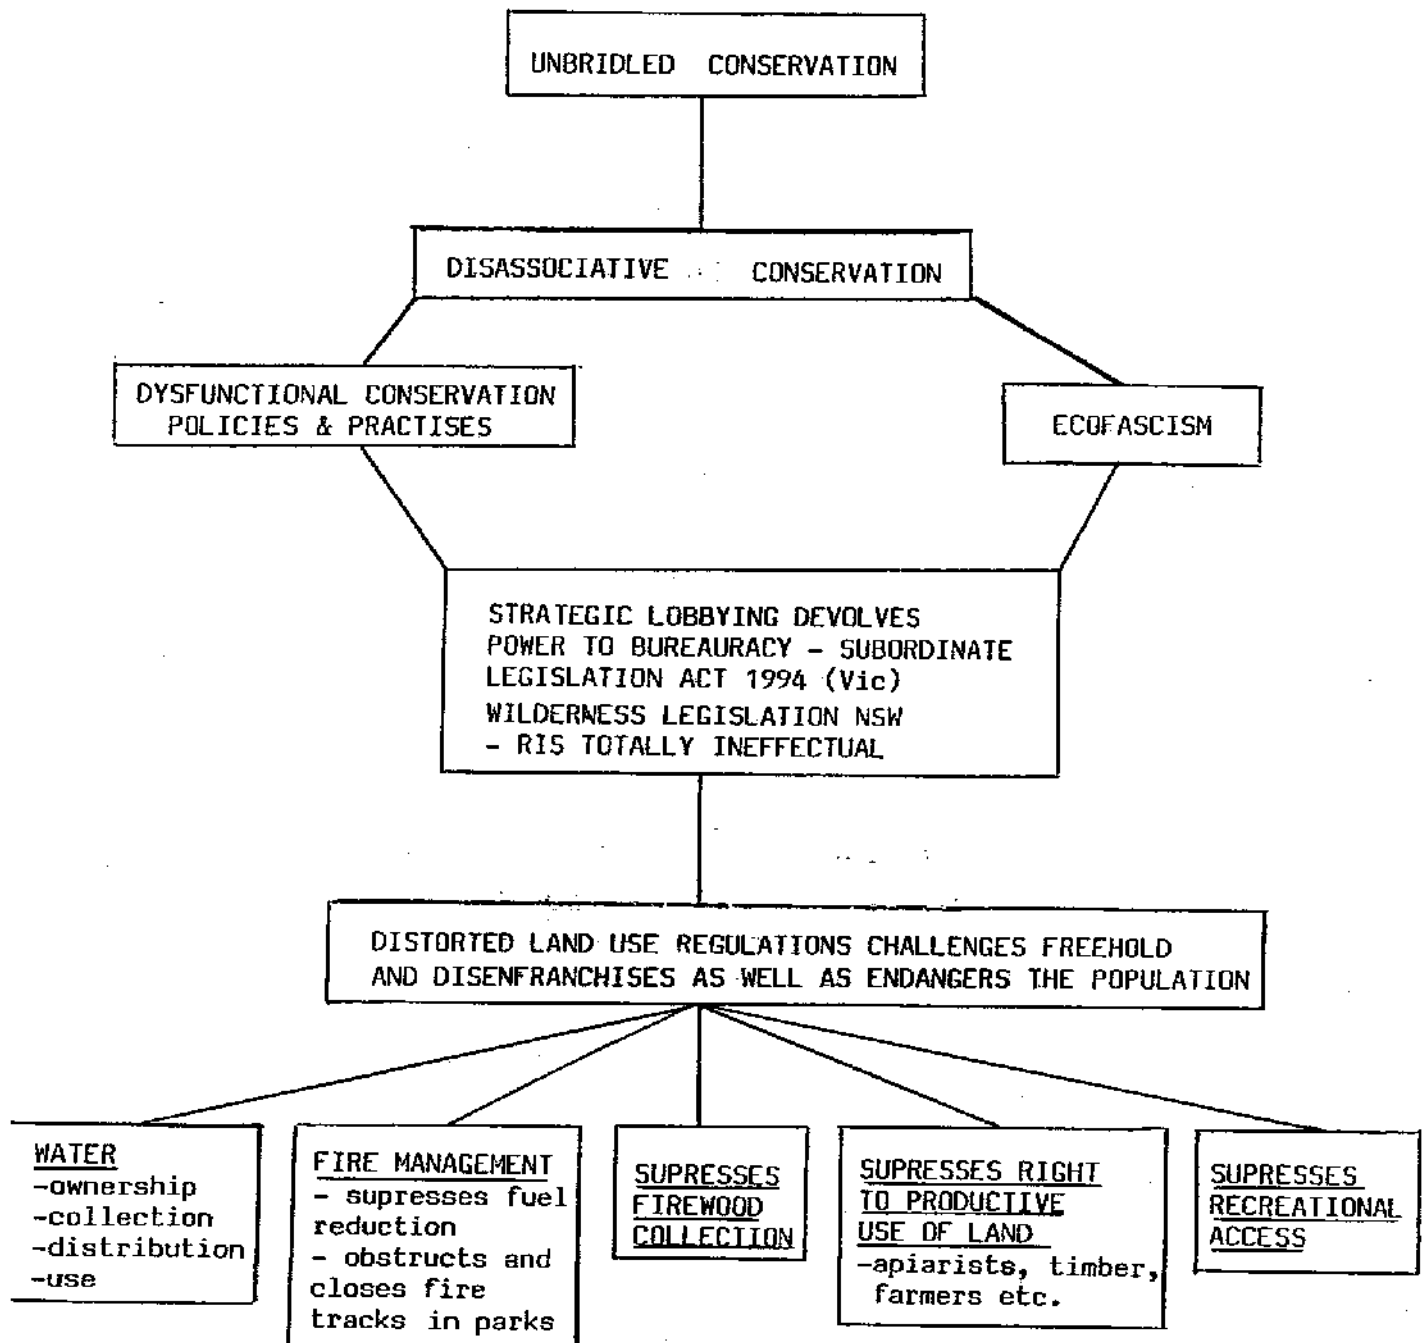 UNBRIDLED CONSERVATION
DISASSOCIATIVE CONSERVATION
DYSFUNCTIONAL CONSERVATION
POLICIES & PRACTISES
ECOFASCISM
STRATEGIC LOBBYING DEVOLVES
POWER TO BUREAURACY - SUBORDINATE
LEGISLATION ACT 1994 (Vic)
WILDERNESS LEGISLATION NSW
- RIS TOTALLY INEFFECTUAL
DISTORTED LAND USE REGULATIONS CHALLENGES FREEHOLD
AND DISENFRANCHISES AS WELL AS ENDANGERS THE POPULATION
WATER
-ownership
-collection
-distribution
-use
FIRE MANAGEMENT
- supresses fuel
reduction
- obstructs and
closes fire
tracks in parks
SUPRESSES
FIREWOOD
COLLECTION
SUPRESSES RIGHT
TO PRODUCTIVE
USE OF LAND
-apiarists, timber,
farmers etc.
SUPRESSES
RECREATIONAL
ACCESS